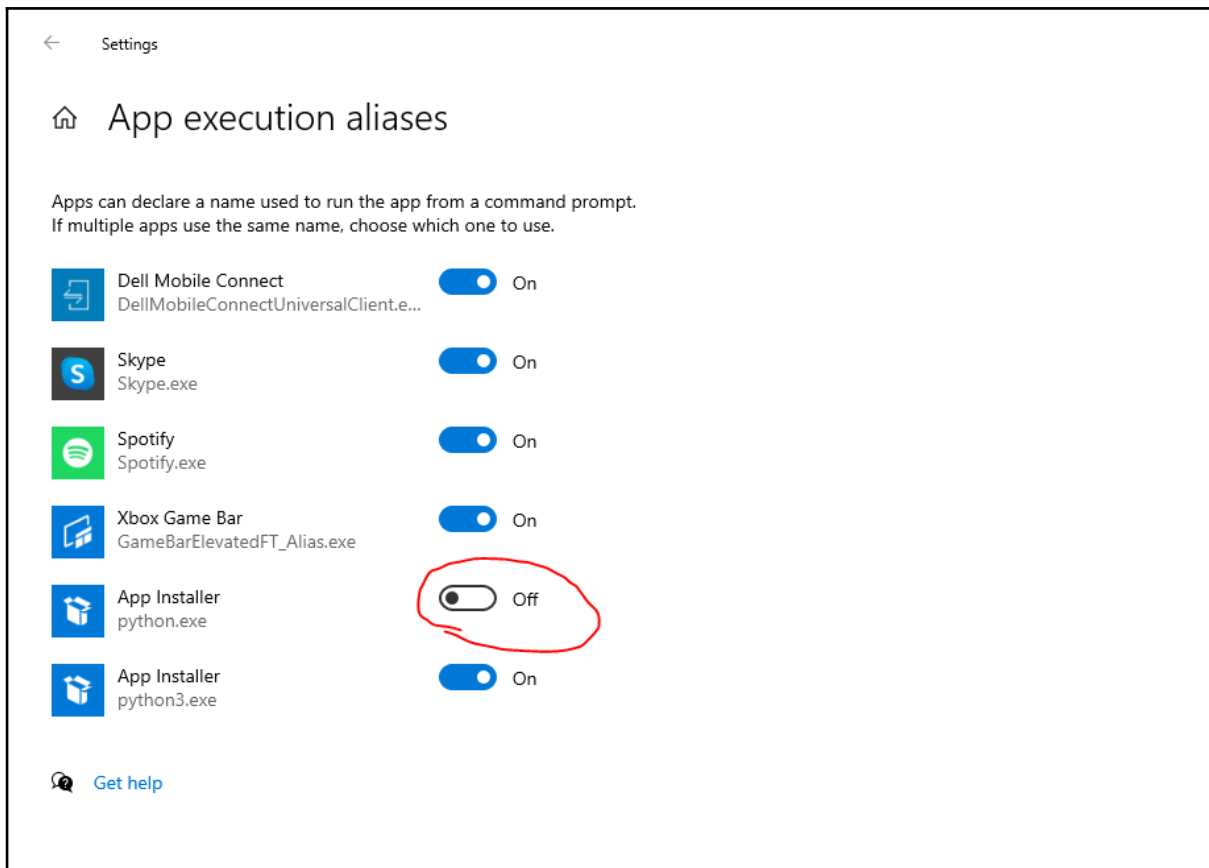 Settings
App execution aliases
Apps can declare a name used to run the app from a command prompt.
If multiple apps use the same name, choose which one to use.
Dell Mobile Connect
On
DellMobileConnectUniversalClient.e...
Skype
On
Skype.exe
Spotify
On
Spotify.exe
Xbox Game Bar
On
GameBarElevatedFT_Alias.exe
App Installer
Off
python.exe
App Installer
On
python3.exe
Get help